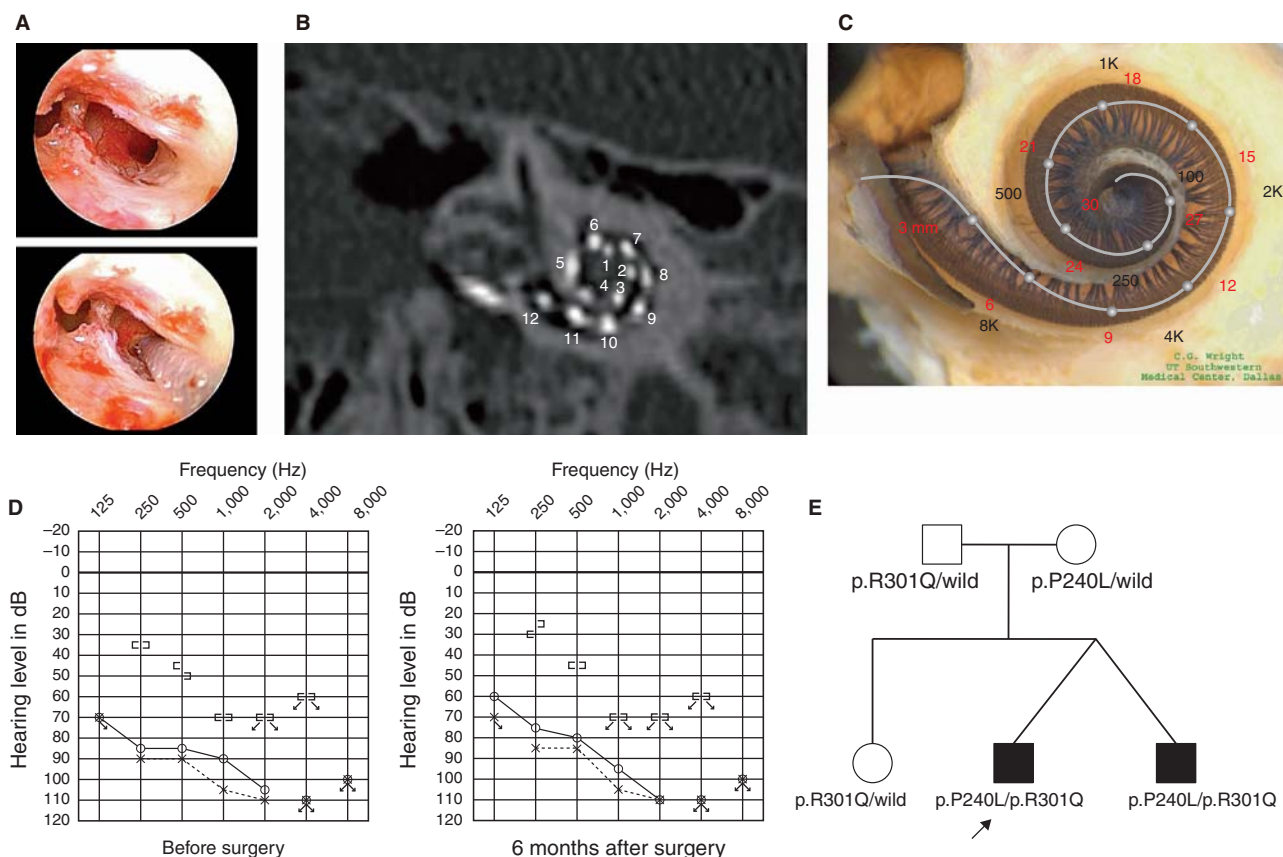 A
B
C
6
7
5
1
2
8
4
3
12
9
11
10
1K
18
21
15
100
2K
500
30
27
3 mm
24
250
12
6
8K
4K
9
C.G. Wright
UT Southwestern
Medical Center, Dallas
D
Frequency (Hz)
125 250 500 1,000 2,000 4,000 8,000
Hearing level in dB
–20
–10
0
10
20
30
40
50
60
70
80
90
100
110
120
Before surgery
Frequency (Hz)
125 250 500 1,000 2,000 4,000 8,000
Hearing level in dB
–20
–10
0
10
20
30
40
50
60
70
80
90
100
110
120
6 months after surgery
E
p.R301Q/wild
p.P240L/wild
p.R301Q/wild
p.P240L/p.R301Q
p.P240L/p.R301Q